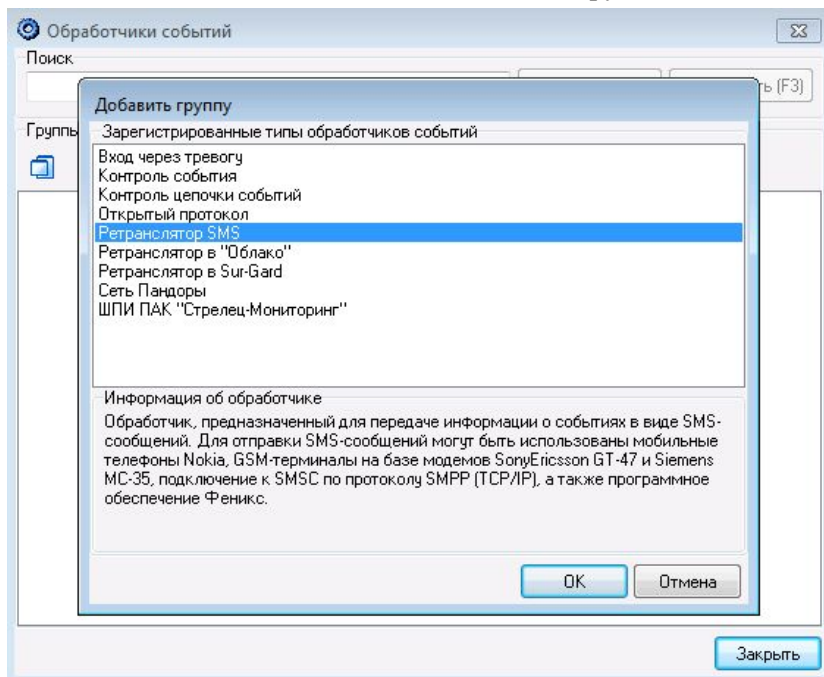 Обработчики событий
Поиск
ть (F3)
Группы
Добавить группу
Зарегистрированные типы обработчиков событий
Вход через тревогу
Контроль события
Контроль цепочки событий
Открытый протокол
Ретранслятор SMS
Ретранслятор в "Облако"
Ретранслятор в Sur-Gard
Сеть Пандоры
ШПИ ПАК "Стрелец-Мониторинг"
Информация об обработчике
Обработчик, предназначенный для передаче информации о событиях в виде SMS-
сообщений. Для отправки SMS-сообщений могут быть использованы мобильные
телефоны Nokia, GSM-терминалы на базе модемов SonyEricsson GT-47 и Siemens
MC-35, подключение к SMSC по протоколу SMPP (TCP/IP), а также программное
обеспечение Феникс.
OK
Отмена
Закрыть